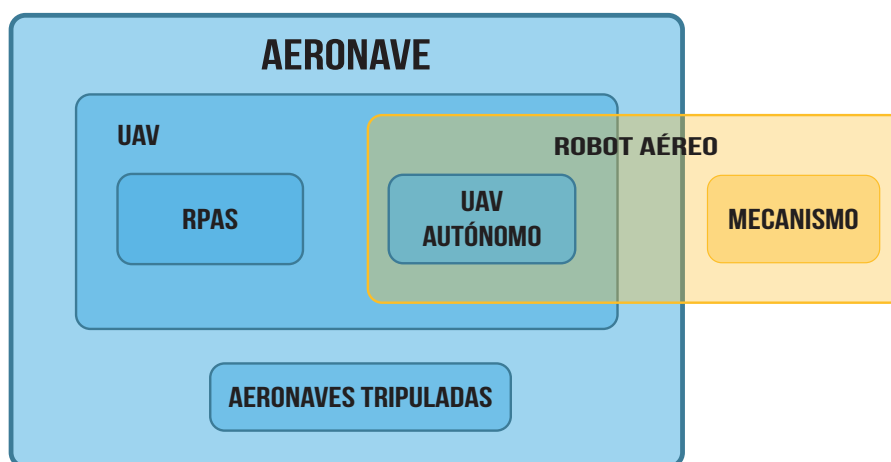 AERONAVE
UAV
ROBOT AÉREO
RPAS
UAV
AUTÓNOMO
MECANISMO
AERONAVES TRIPULADAS